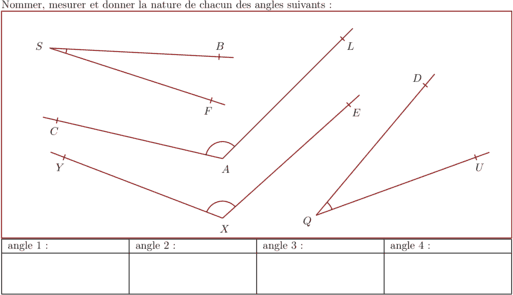 Nommer, mesurer et donner la nature de chacun des angles suivants :
S
B
L
D
F
E
C
Y
A
U
Q
X
angle 1 :
angle 2 :
angle 3 :
angle 4 :